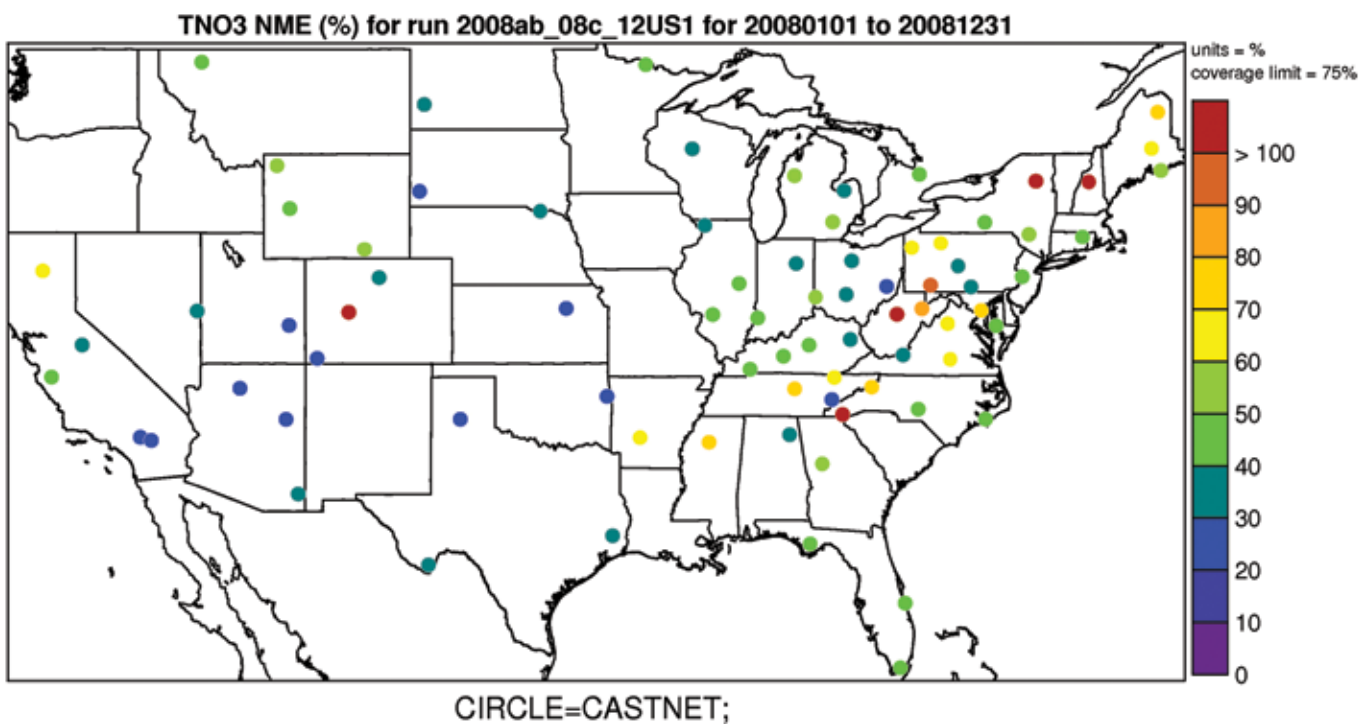 TNO3 NME (%) for run 2008ab_08c_12US1 for 20080101 to 20081231
units = %
coverage limit = 75%
> 100
90
80
70
60
50
40
30
20
10
0
CIRCLE=CASTNET;